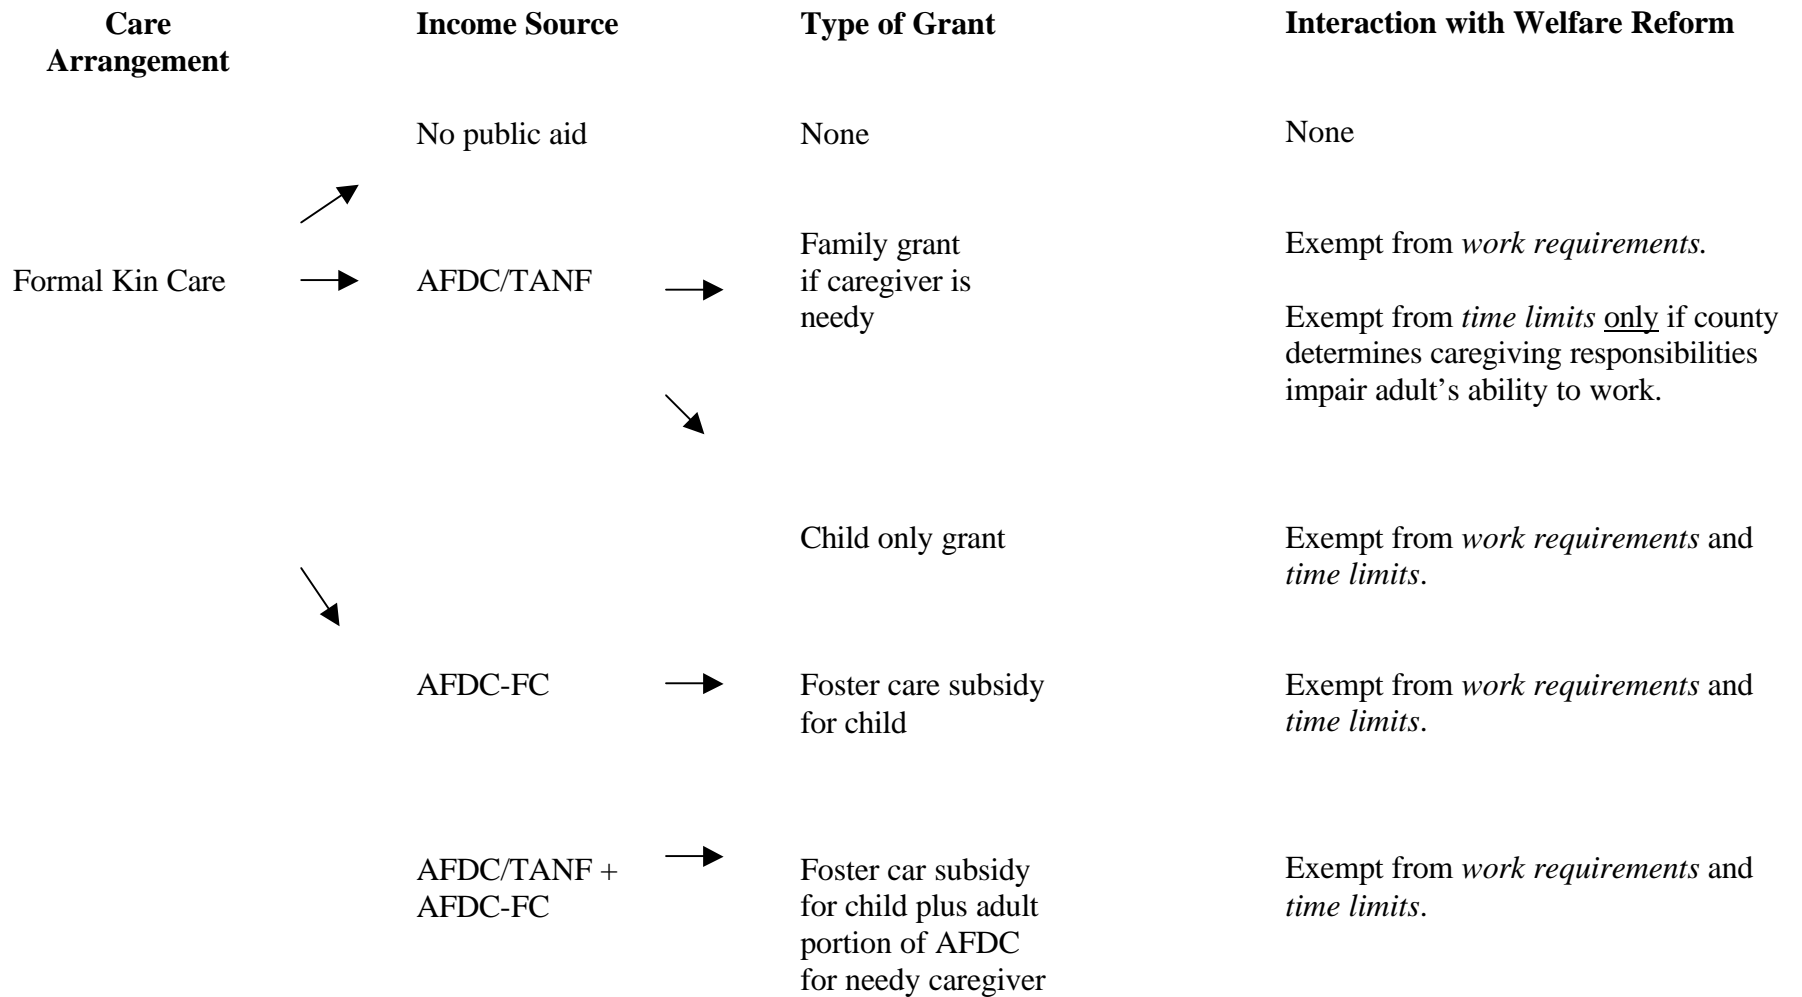 Care
Arrangement
Income Source
Type of Grant
Interaction with Welfare Reform
No public aid
None
None
Formal Kin Care
AFDC/TANF
Family grant
if caregiver is
needy
Exempt from work requirements.
Exempt from time limits only if county
determines caregiving responsibilities
impair adult’s ability to work.
Child only grant
Exempt from work requirements and
time limits.
AFDC-FC
Foster care subsidy
for child
Exempt from work requirements and
time limits.
AFDC/TANF +
AFDC-FC
Foster car subsidy
for child plus adult
portion of AFDC
for needy caregiver
Exempt from work requirements and
time limits.